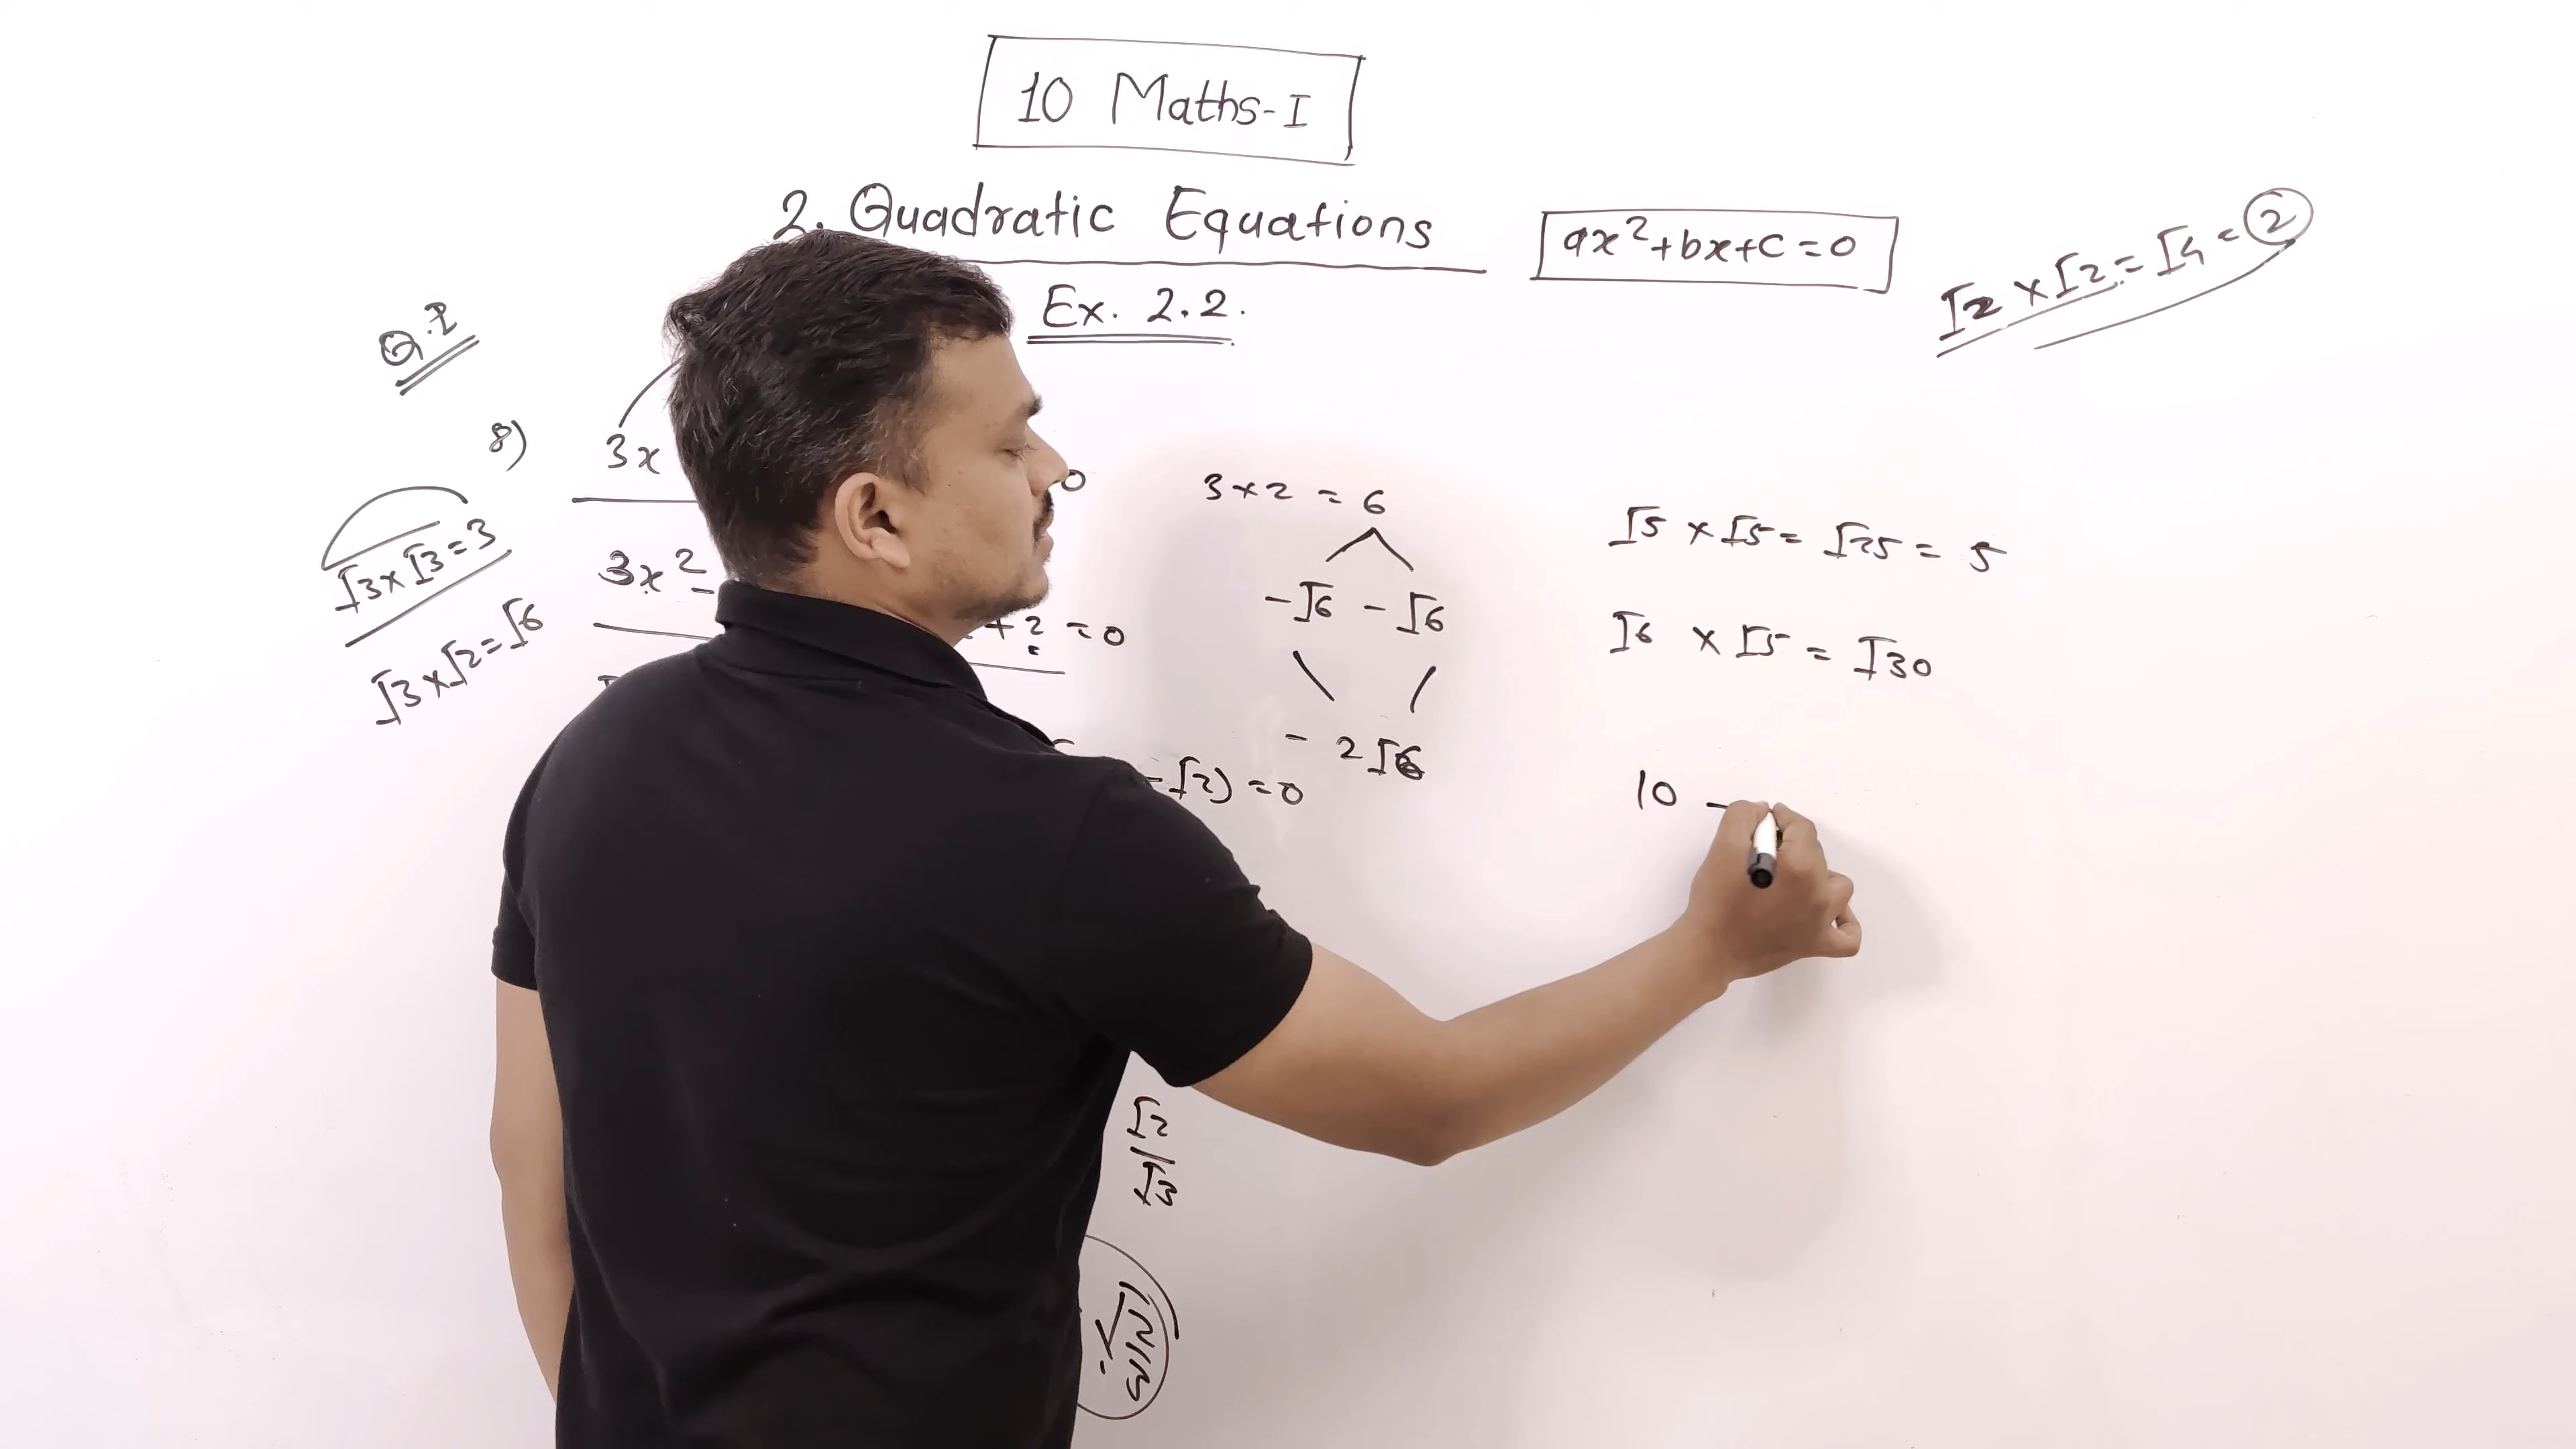 10 Maths-I
2. Quadratic Equations
ax²+bx+c=0
√2 × √2 = √4 = 2
Ex. 2.2.
8)
3x
0
√3 × √3 = 3
√3 × √2 = √6
3x² -
+ 2 = 0
- √2) = 0
3 × 2 = 6
-√6 -√6
- 2√6
√5 × √5 = √25 = 5
√6 × √5 = √30
10 -
√2
√3